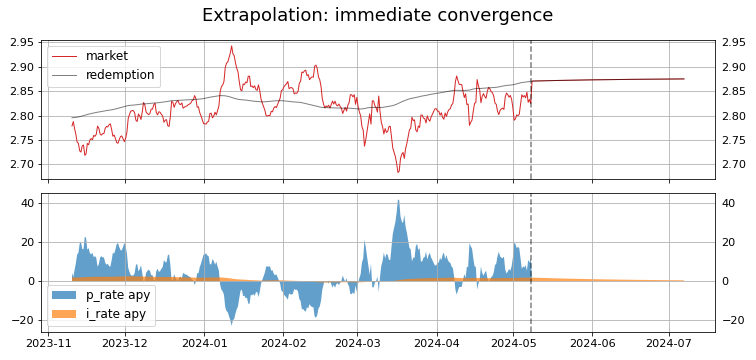 Extrapolation: immediate convergence
2.95 2.95
market
2.90 2.90
redemption
2.85 2.85
2.80 2.80
2.75 2.75
2.70 2.70
40 40
20 20
0 0
p_rate apy
i_rate apy
−20 −20
2023-11 2023-12 2024-01 2024-02 2024-03 2024-04 2024-05 2024-06 2024-07